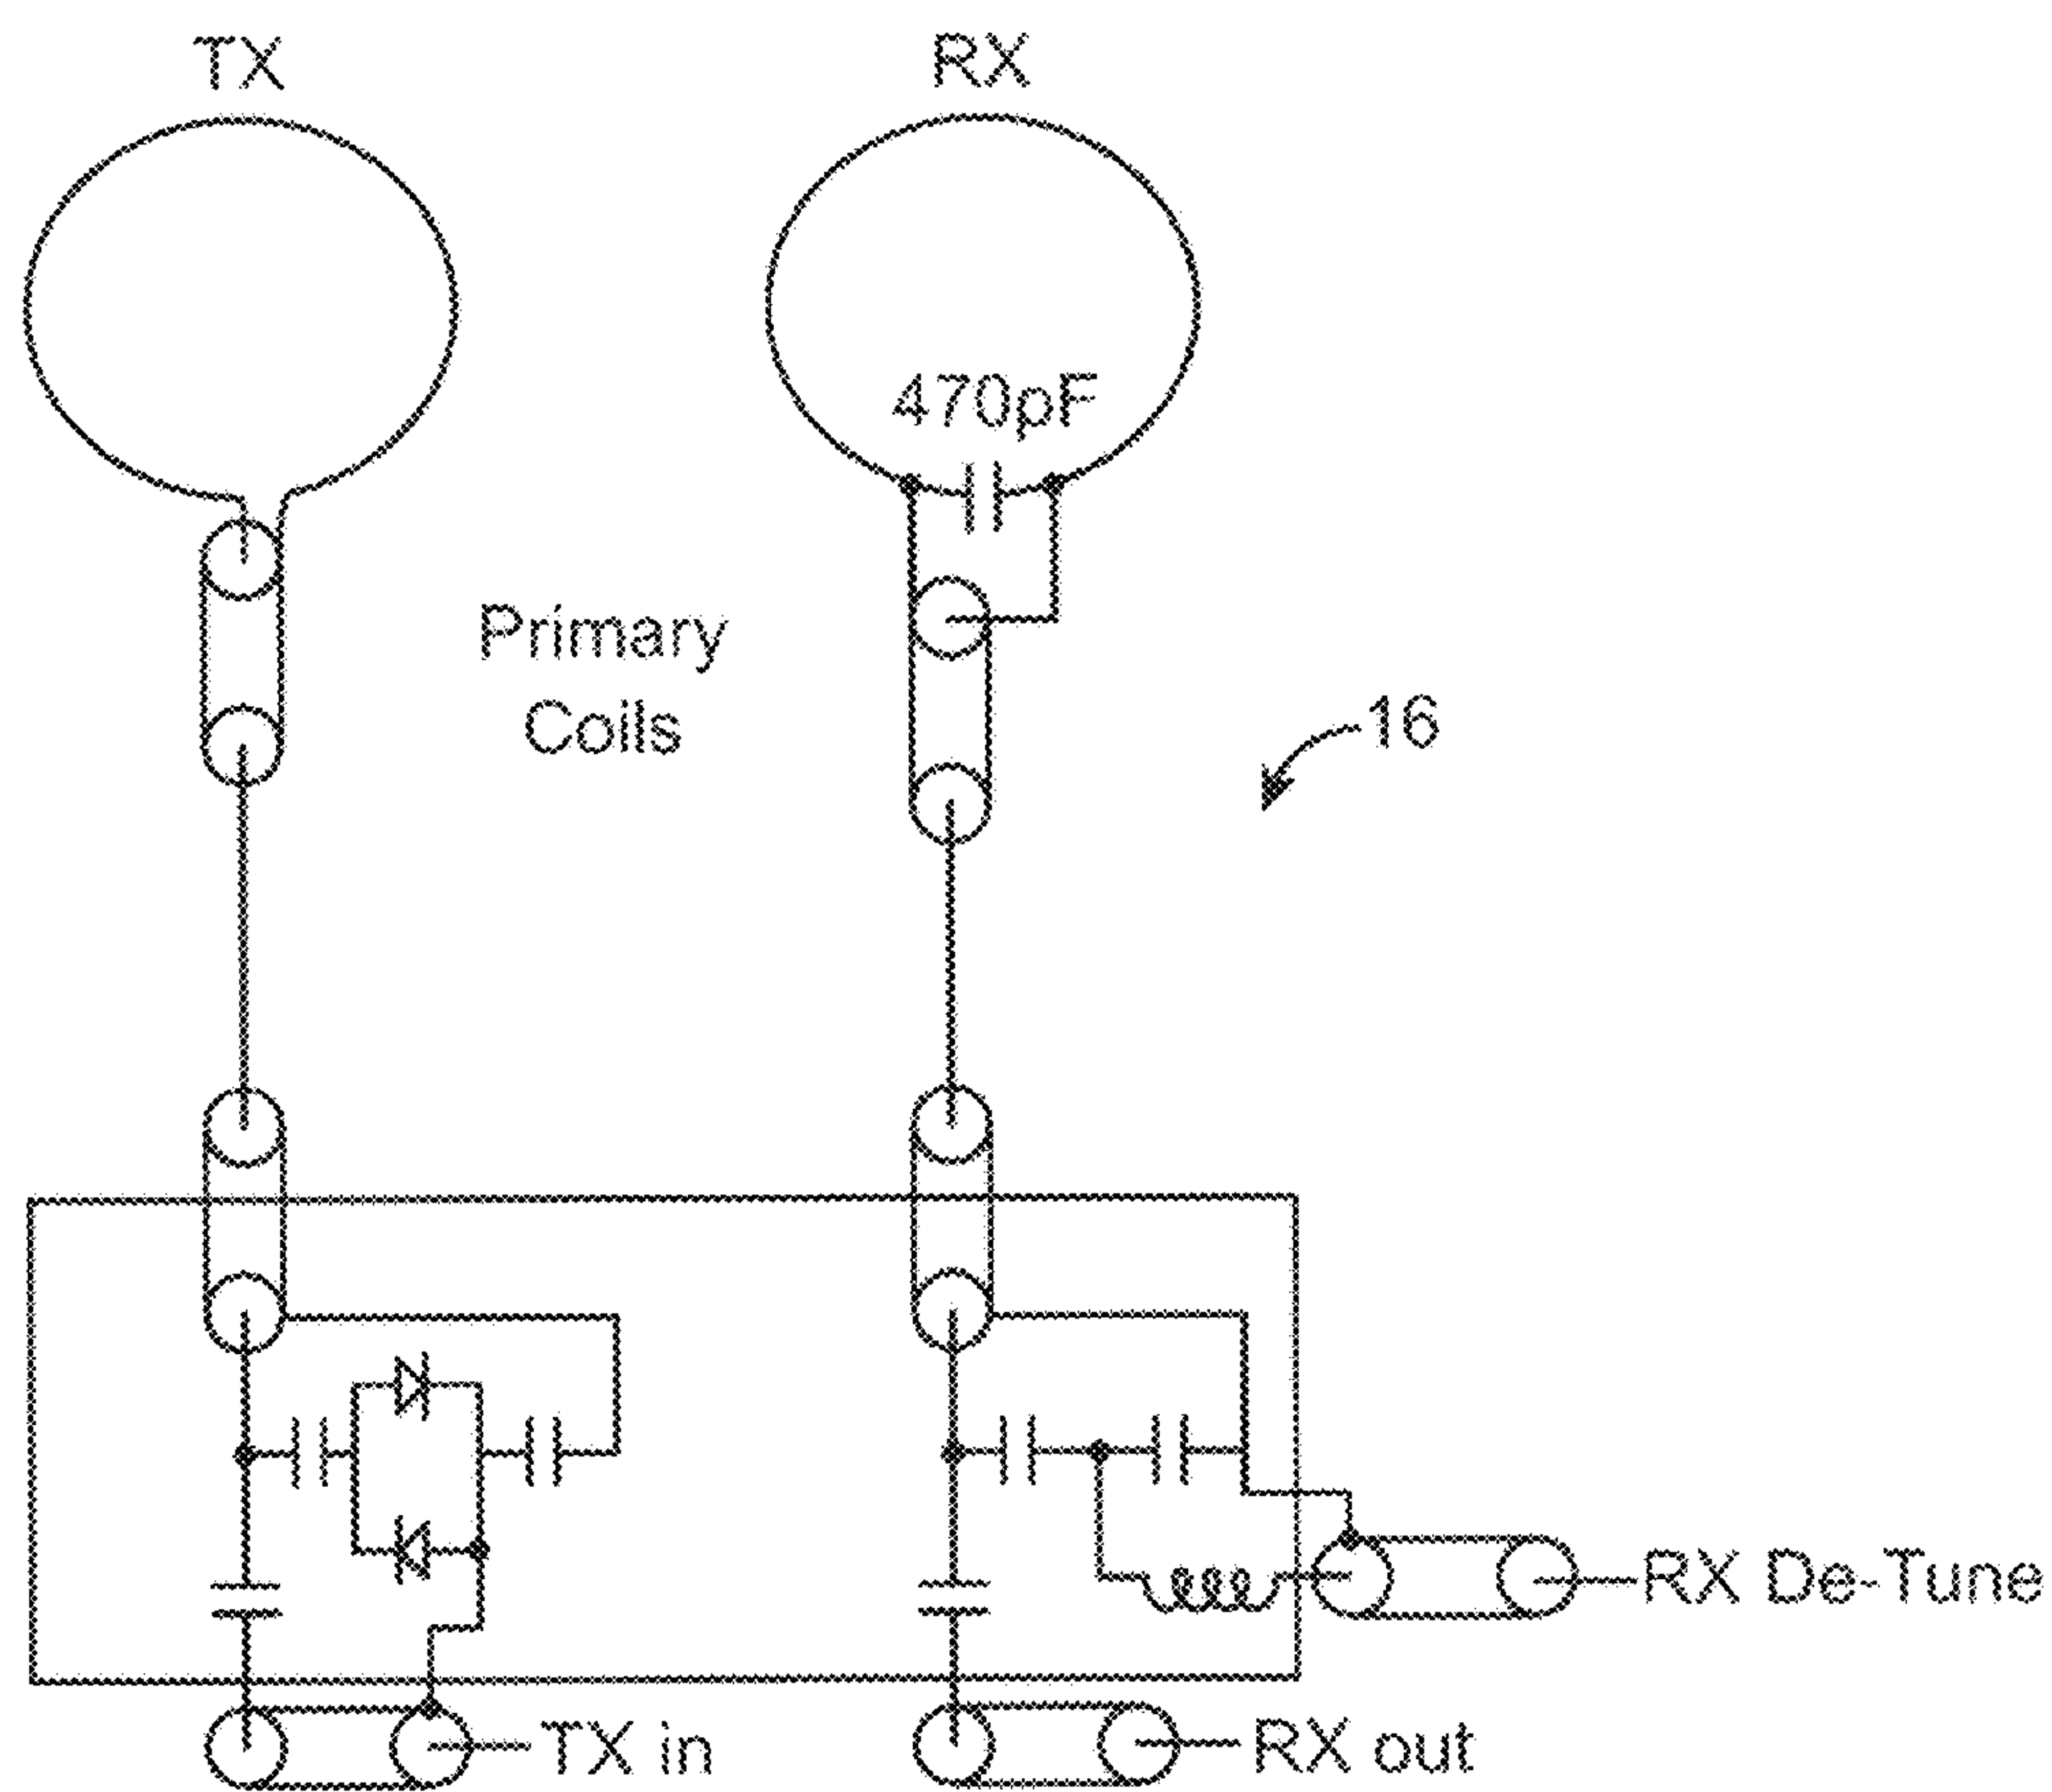 TX
RX
470pF
Primary
Coils
16
RX De-Tune
TX in
RX out